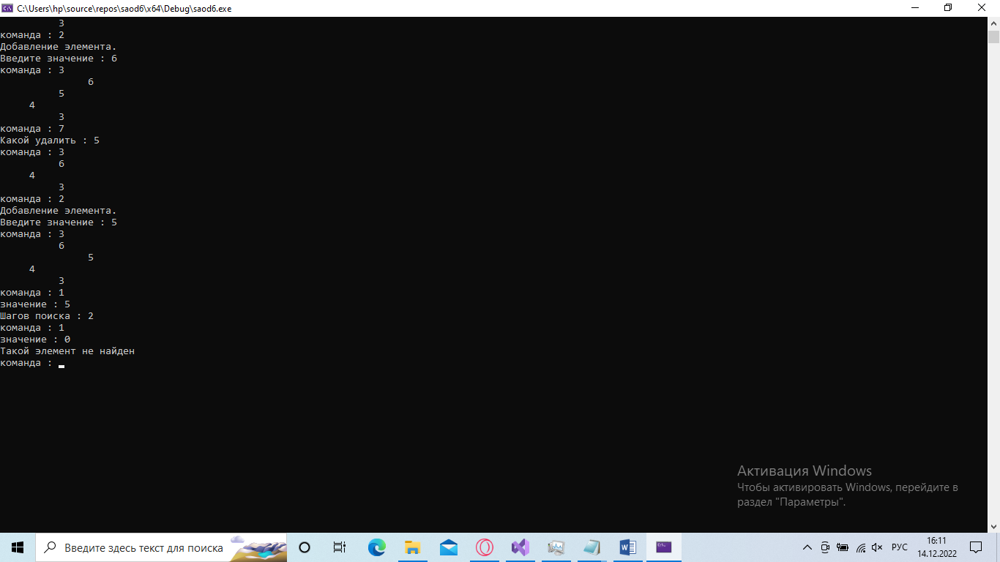 C:\Users\hp\source\repos\saod6\x64\Debug\saod6.exe
3
команда : 2
Добавление элемента.
Введите значение : 6
команда : 3
6
5
4
3
команда : 7
Какой удалить : 5
команда : 3
6
4
3
команда : 2
Добавление элемента.
Введите значение : 5
команда : 3
6
5
4
3
команда : 1
значение : 5
Шагов поиска : 2
команда : 1
значение : 0
Такой элемент не найден
команда :
Активация Windows
Чтобы активировать Windows, перейдите в
раздел "Параметры".
Введите здесь текст для поиска
РУС
16:11
14.12.2022